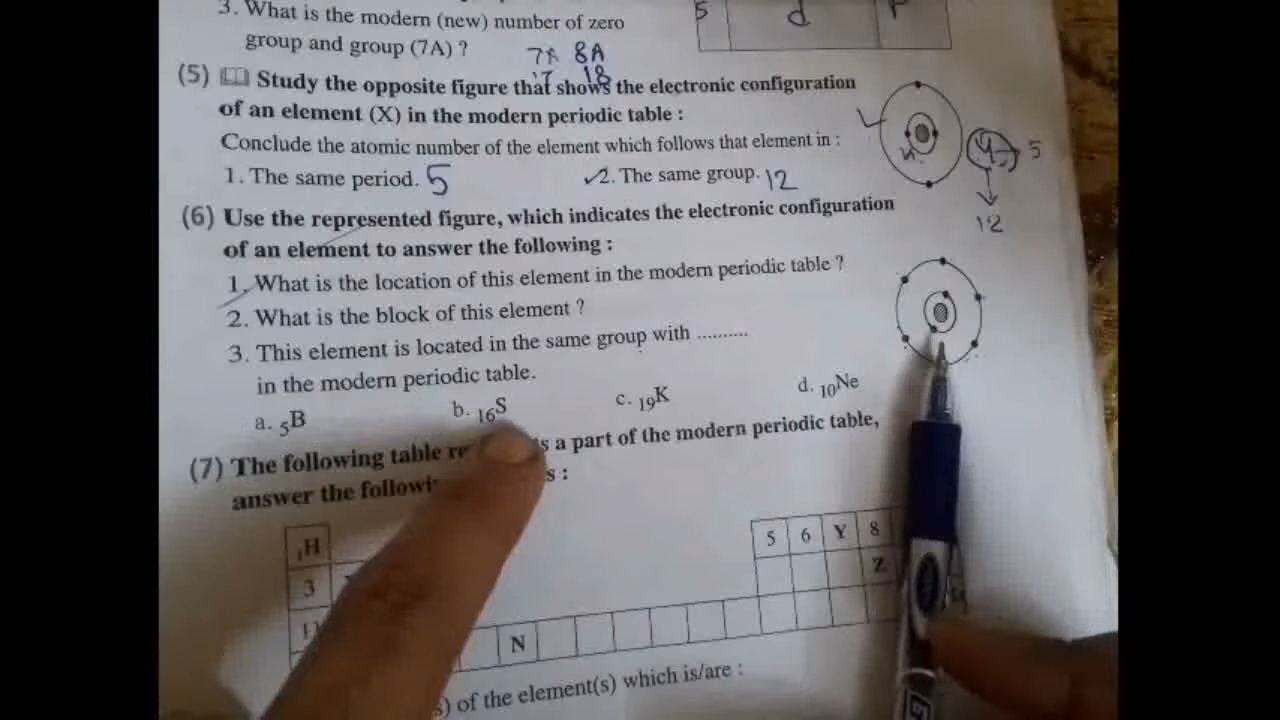 3. What is the modern (new) number of zero
group and group (7A) ?
7A 8A
17 18
S d P
(5) Study the opposite figure that shows the electronic configuration
of an element (X) in the modern periodic table :
Conclude the atomic number of the element which follows that element in :
1. The same period. 5
2. The same group. 12
4 → 5
12
(6) Use the represented figure, which indicates the electronic configuration
of an element to answer the following :
1. What is the location of this element in the modern periodic table ?
2. What is the block of this element ?
3. This element is located in the same group with ..........
in the modern periodic table.
a. 5B b. 16S c. 19K d. 10Ne
(7) The following table a part of the modern periodic table,
answer the
1H 5 6 Y 8
3 Z
N
of the element(s) which is/are :